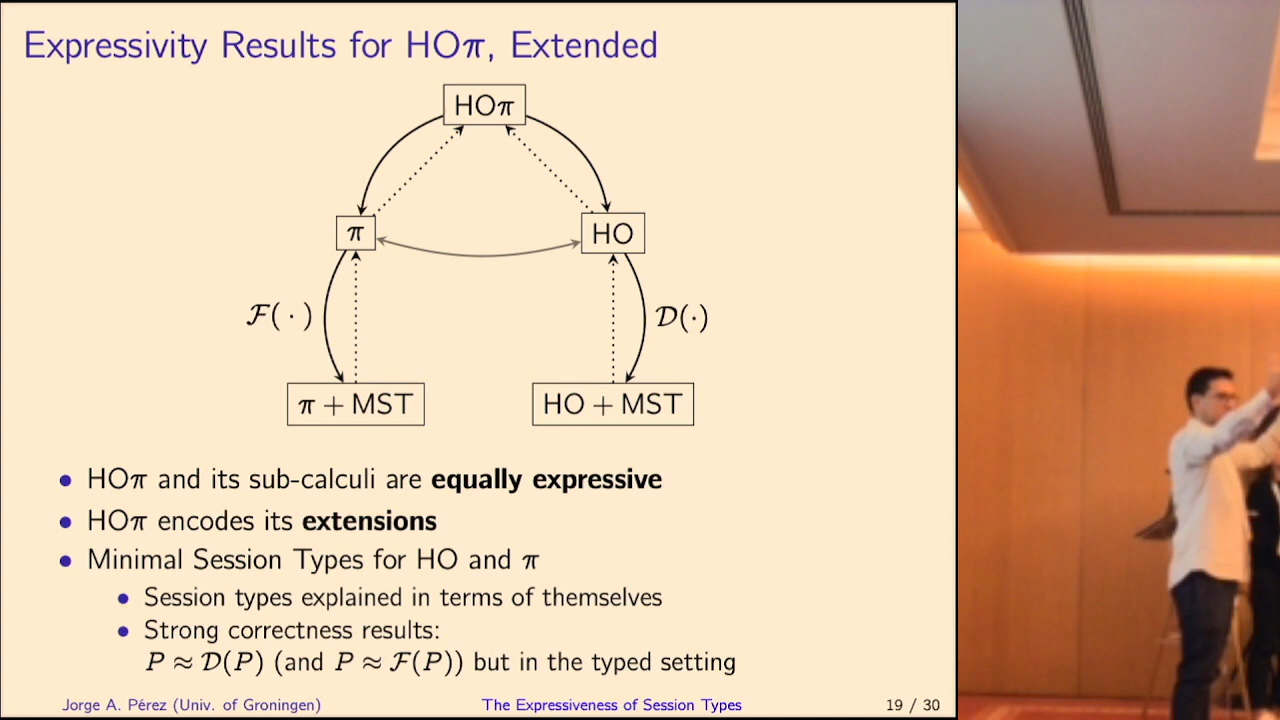 Expressivity Results for HOπ, Extended
HOπ
π
HO
ℱ( · )
𝒟(·)
π + MST
HO + MST
• HOπ and its sub-calculi are equally expressive
• HOπ encodes its extensions
• Minimal Session Types for HO and π
• Session types explained in terms of themselves
• Strong correctness results:
P ≈ 𝒟(P) (and P ≈ ℱ(P)) but in the typed setting
Jorge A. Pérez (Univ. of Groningen) The Expressiveness of Session Types 19 / 30